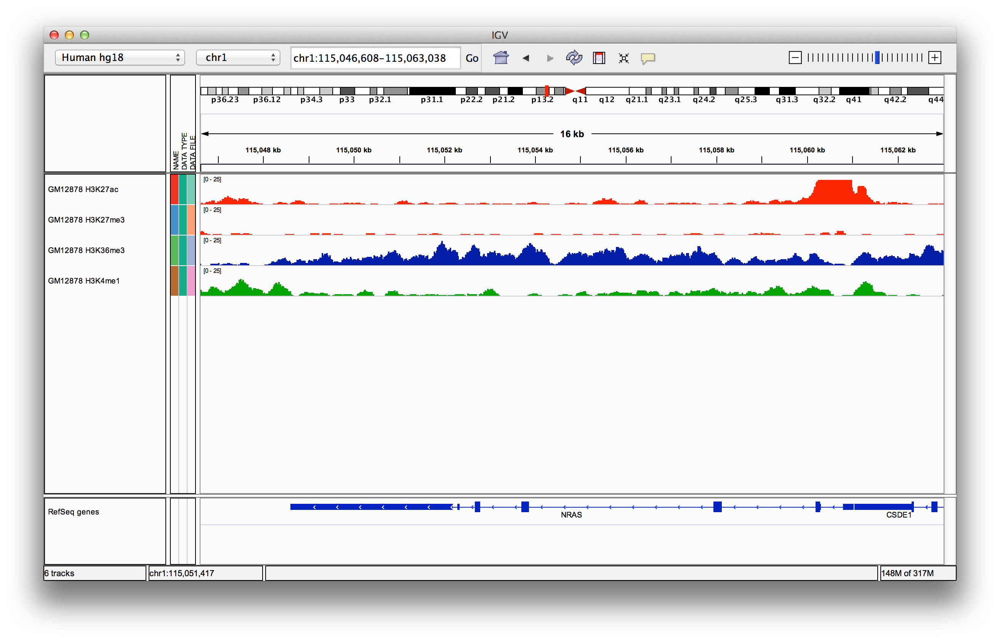 IGV
Human hg18 chr1 chr1:115,046,608-115,063,038 Go
p36.23 p36.12 p34.3 p33 p32.1 p31.1 p22.2 p21.2 p13.2 q11 q12 q21.1 q23.1 q24.2 q25.3 q31.3 q32.2 q41 q42.2 q44
NAME
DATA TYPE
DATA FILE
16 kb
115,048 kb 115,050 kb 115,052 kb 115,054 kb 115,056 kb 115,058 kb 115,060 kb 115,062 kb
[0 - 25]
GM12878 H3K27ac
[0 - 25]
GM12878 H3K27me3
[0 - 25]
GM12878 H3K36me3
[0 - 25]
GM12878 H3K4me1
RefSeq genes
NRAS CSDE1
6 tracks chr1:115,051,417 148M of 317M